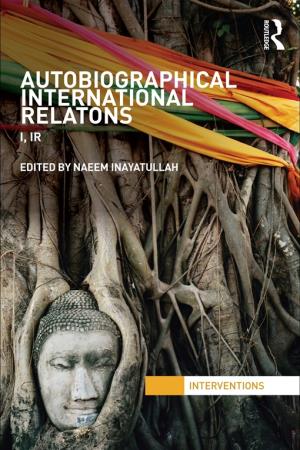 Routledge
AUTOBIOGRAPHICAL
INTERNATIONAL
RELATONS
I, IR
EDITED BY NAEEM INAYATULLAH
INTERVENTIONS